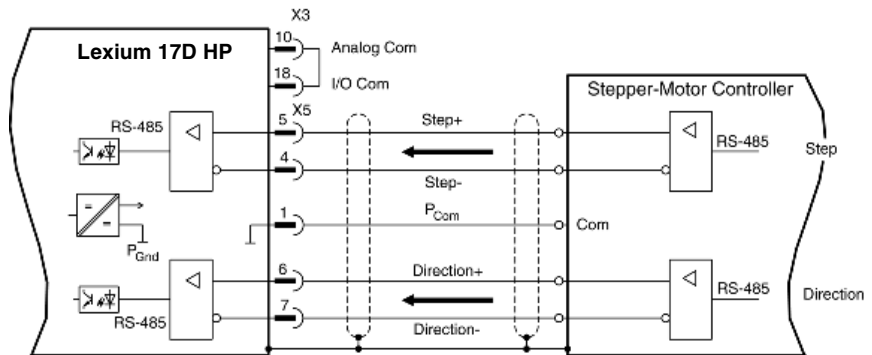 X3
Lexium 17D HP
10
Analog Com
18
I/O Com
Stepper-Motor Controller
X5
RS-485
5
Step+
RS-485
Step
4
Step-
1
PCom
Com
PGnd
=
=
6
Direction+
RS-485
Direction
7
RS-485
Direction-